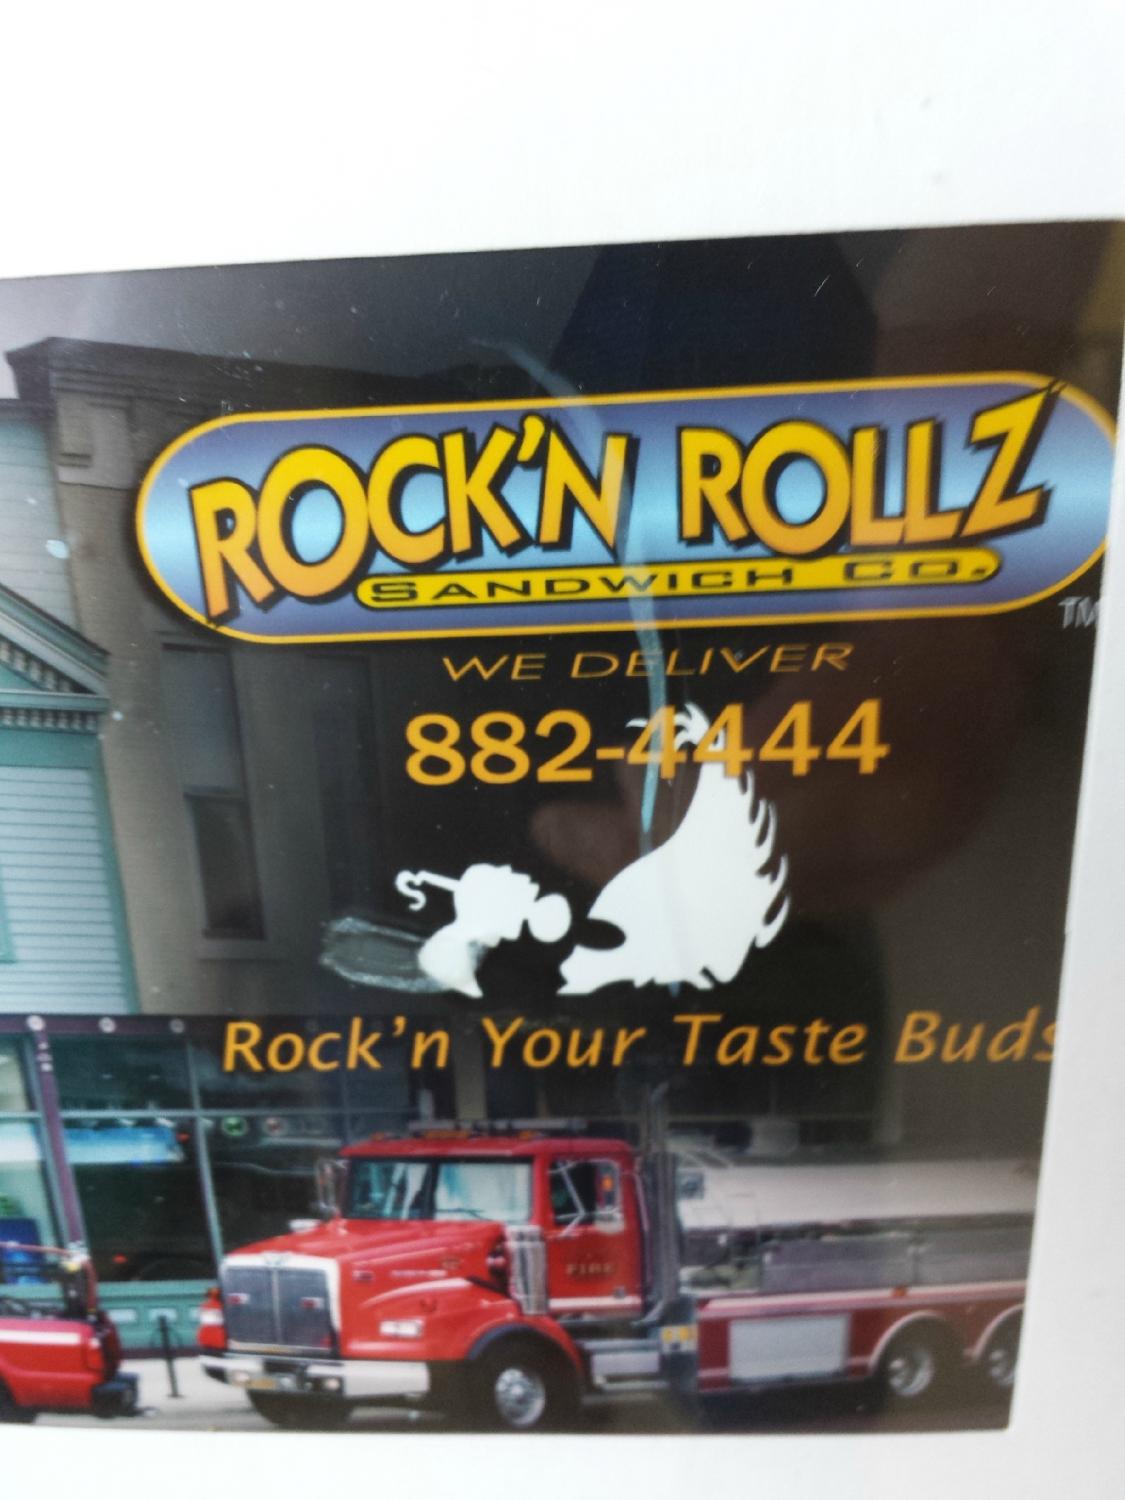 ROCK'N ROLLZ
SANDWICH CO.
TM
WE DELIVER
882-4444
Rock'n Your Taste Buds
FIRE